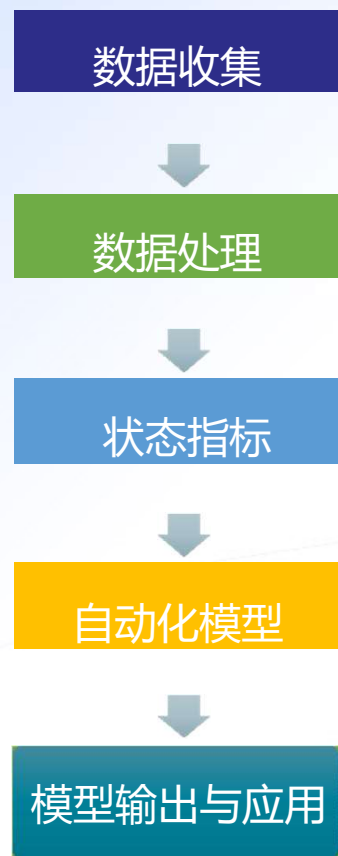 数据收集
数据处理
状态指标
自动化模型
模型输出与应用